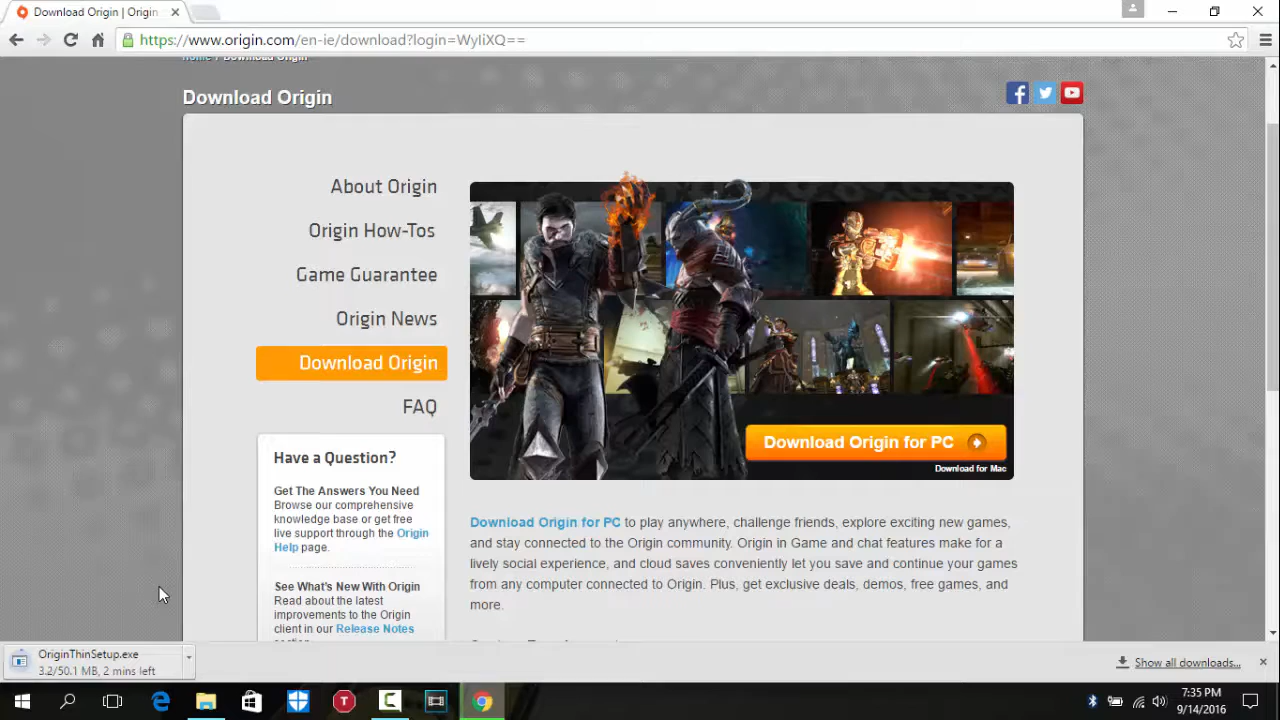 Download Origin | Origin
https://www.origin.com/en-ie/download?login=WyIiXQ==
Home / Download Origin
Download Origin
About Origin
Origin How-Tos
Game Guarantee
Origin News
Download Origin
FAQ
Have a Question?
Get The Answers You Need
Browse our comprehensive
knowledge base or get free
live support through the Origin
Help page.
See What's New With Origin
Read about the latest
improvements to the Origin
client in our Release Notes
Download Origin for PC
Download for Mac
Download Origin for PC to play anywhere, challenge friends, explore exciting new games,
and stay connected to the Origin community. Origin in Game and chat features make for a
lively social experience, and cloud saves conveniently let you save and continue your games
from any computer connected to Origin. Plus, get exclusive deals, demos, free games, and
more.
OriginThinSetup.exe
3.2/50.1 MB, 2 mins left
Show all downloads...
7:35 PM
9/14/2016